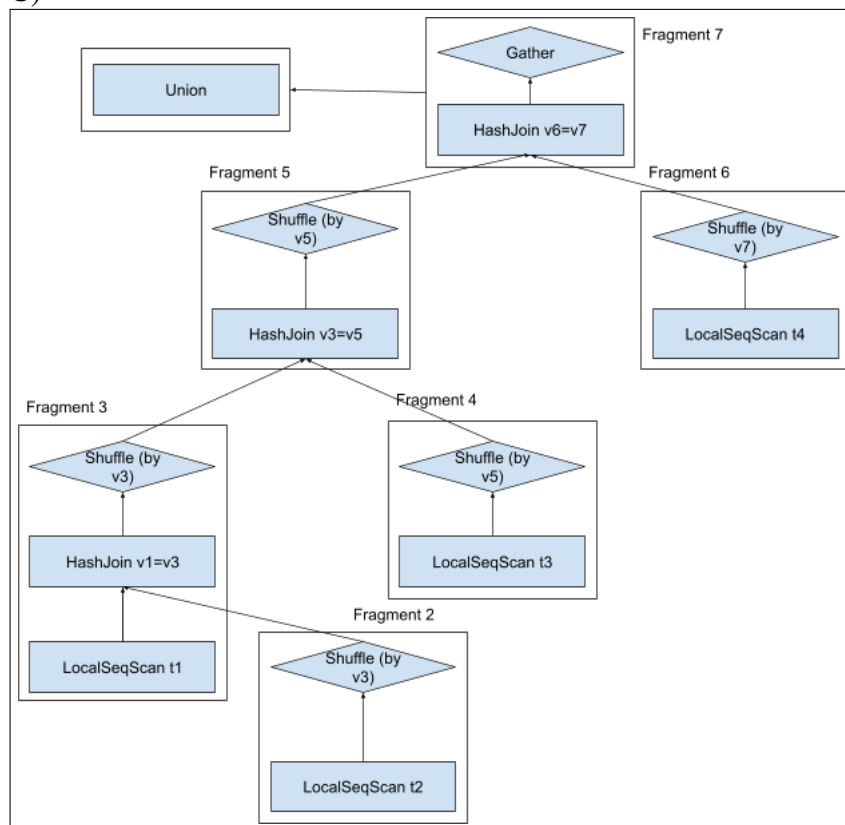 Fragment 7
Gather
Union
HashJoin v6=v7
Fragment 5
Fragment 6
Shuffle (by
v5)
Shuffle (by
v7)
HashJoin v3=v5
LocalSeqScan t4
Fragment 3
Fragment 4
Shuffle (by
v3)
Shuffle (by
v5)
HashJoin v1=v3
LocalSeqScan t3
Fragment 2
LocalSeqScan t1
Shuffle (by
v3)
LocalSeqScan t2